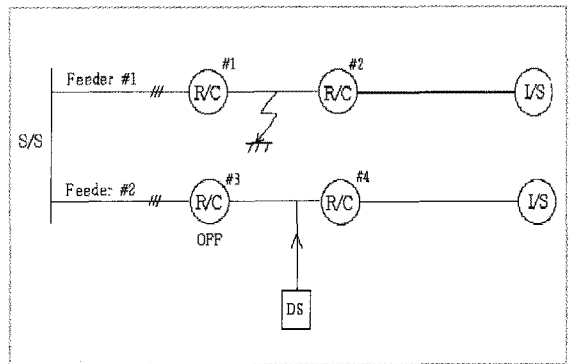 Feeder #1
#1
#2
R/C
R/C
I/S
S/S
Feeder #2
#3
#4
R/C
R/C
I/S
OFF
DS